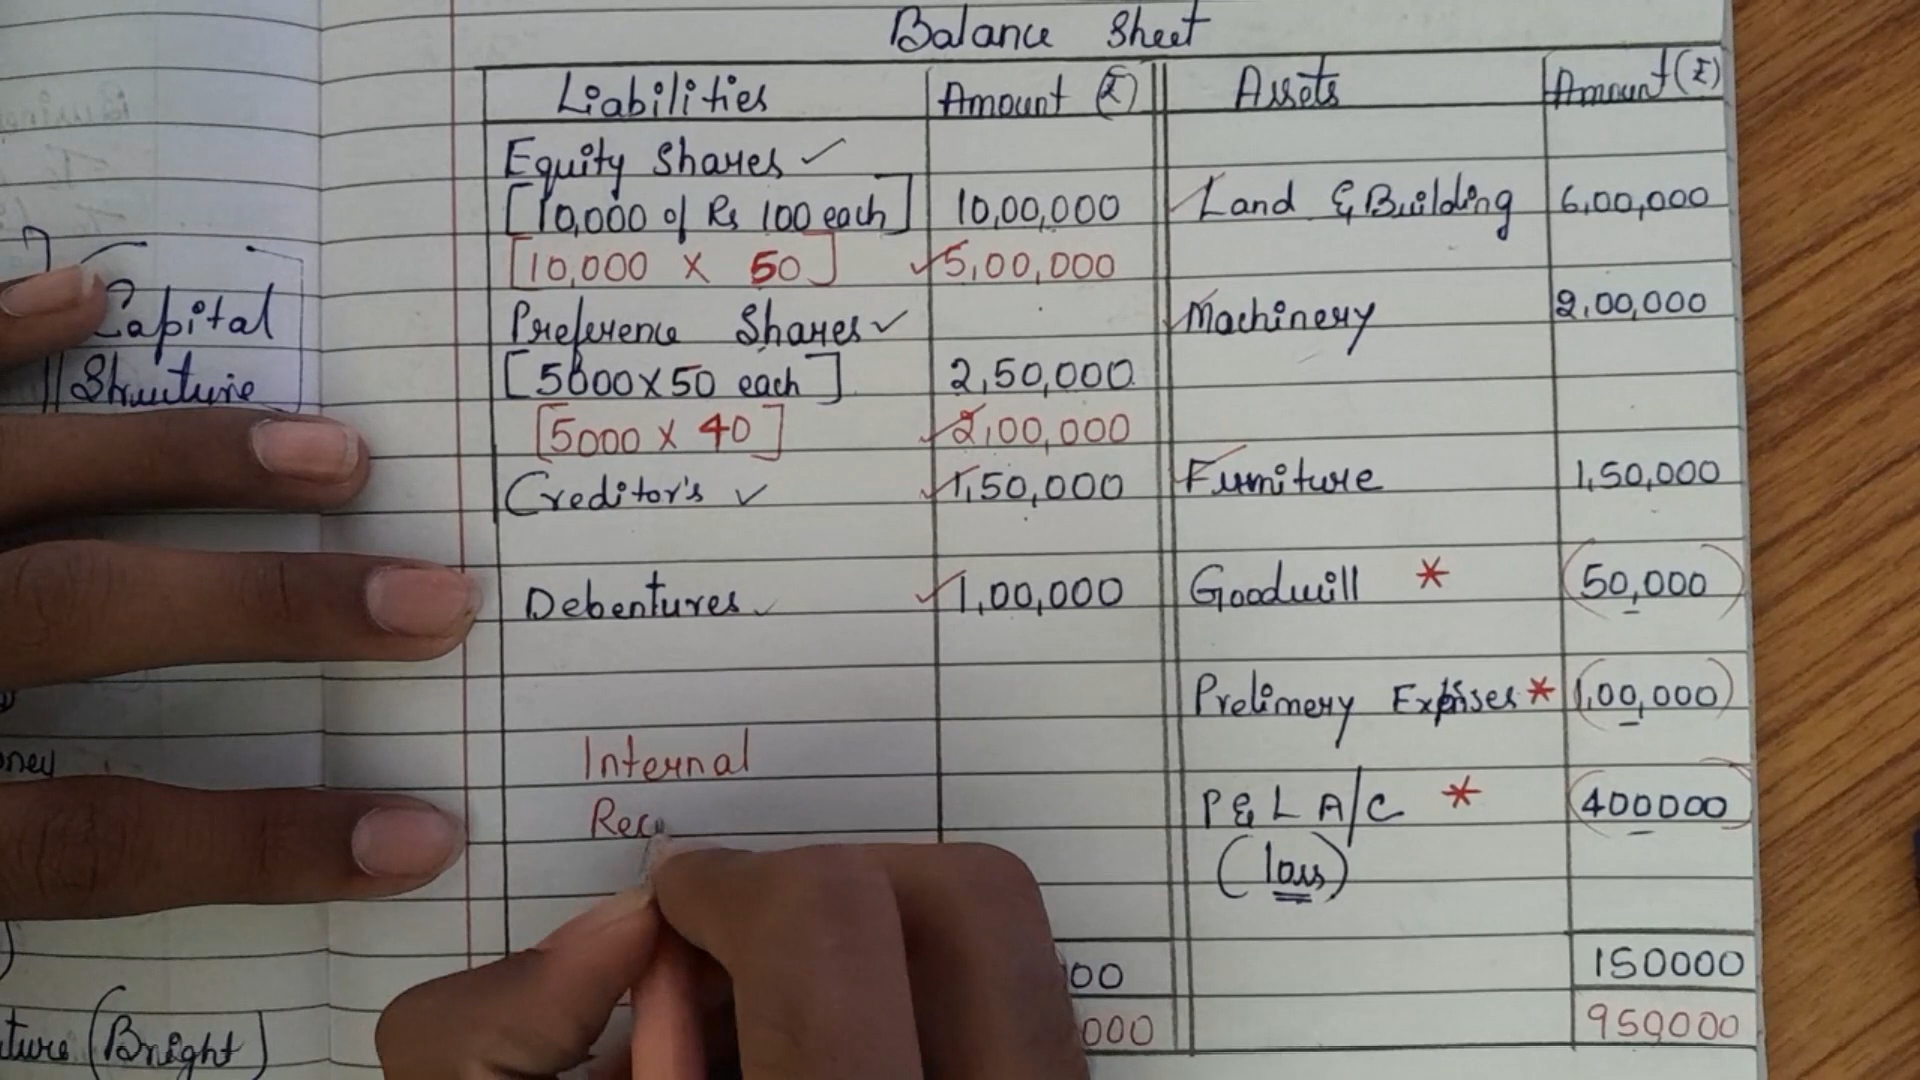 Balance Sheet
Liabilities Amount (₹) Assets Amount (₹)
Equity Shares ✓
[10,000 of Rs 100 each] 10,00,000 Land & Building 6,00,000
[10,000 x 50] 5,00,000
Preference Shares ✓ Machinery 2,00,000
[5000 x 50 each] 2,50,000
[5000 x 40] 2,00,000
Creditor's ✓ 1,50,000 Furniture 1,50,000
Debentures ✓ 1,00,000 Goodwill * (50,000)
Prelimery Expenses * (1,00,000)
Internal
P & L A/C * (400000)
Rec
(loss)
00 150000
000 950000
Capital
Structure
ney
ture (Bright)